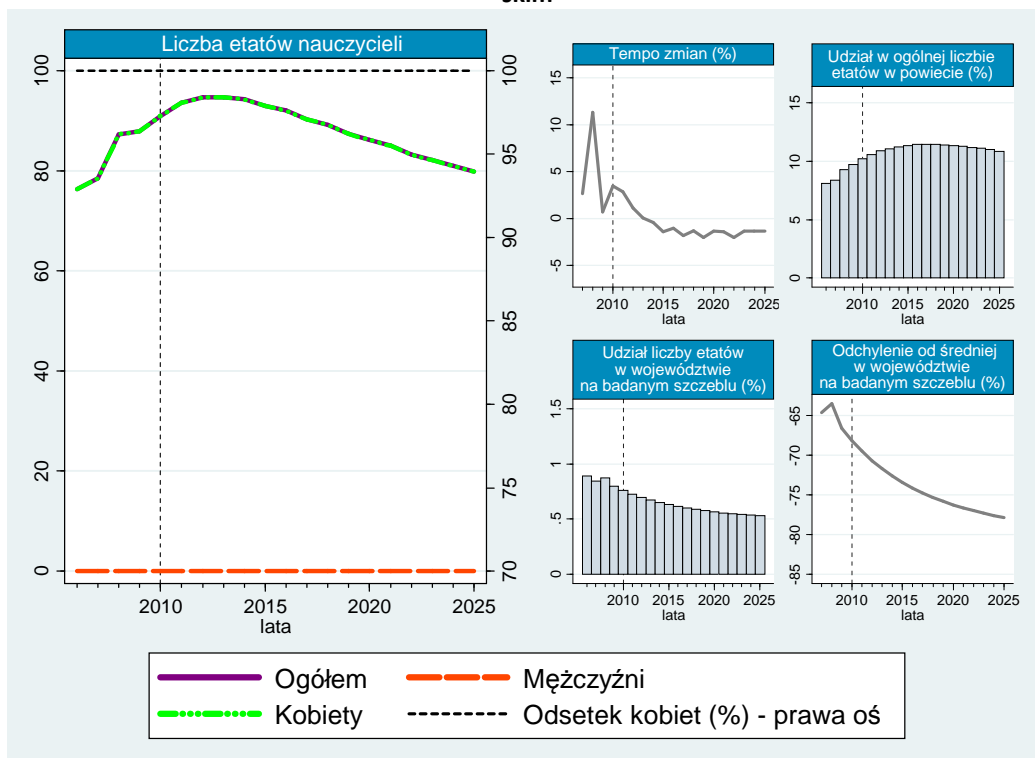 skim
Liczba etatów nauczycieli
100
80
60
40
20
0
100
95
90
85
80
75
70
2010
2015
2020
2025
lata
Tempo zmian (%)
15
10
5
0
-5
2010
2015
2020
2025
lata
Udział w ogólnej liczbie
etatów w powiecie (%)
15
10
5
0
2010
2020
2025
lata
Udział liczby etatów
w województwie
na badanym szczeblu (%)
1.5
1
.5
0
2010
2020
2025
lata
Odchylenie od średniej
w województwie
na badanym szczeblu (%)
-65
-70
-75
-80
-85
2010
2015
2020
2025
lata
Ogółem
Mężczyźni
Kobiety
Odsetek kobiet (%) - prawa oś